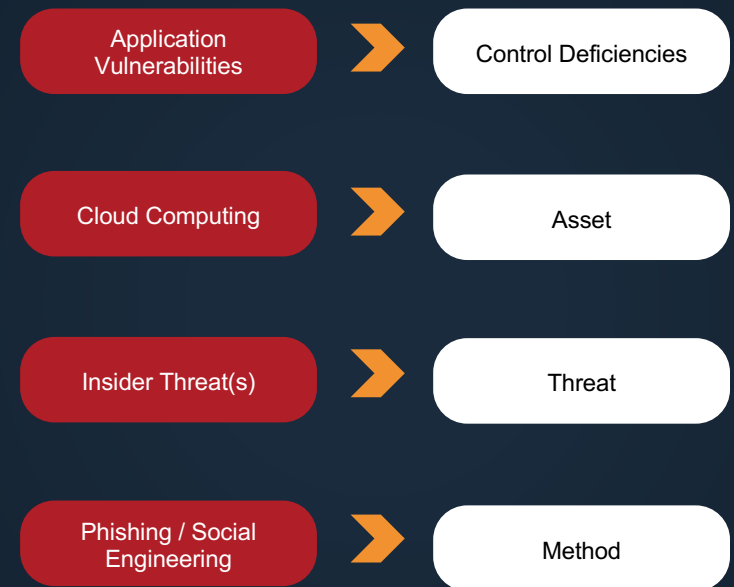 Application
Vulnerabilities
Control Deficiencies
Cloud Computing
Asset
Insider Threat(s)
Threat
Phishing / Social
Engineering
Method